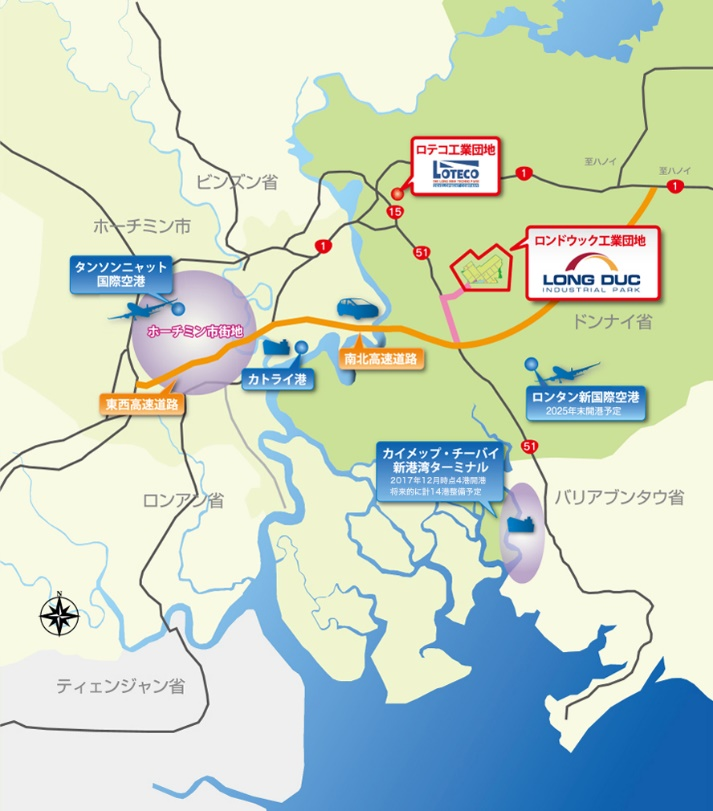 ロテコ工業団地
LOTECO
ビンズン省
1
至ハノイ
至ハノイ
1
15
ホーチミン市
1
51
ロンドウック工業団地
LONG DUC
INDUSTRIAL PARK
タンソンニャット
国際空港
ホーチミン市街地
ドンナイ省
南北高速道路
カトライ港
東西高速道路
ロンタン新国際空港
2025年末開港予定
51
カイメップ・チーバイ
新港湾ターミナル
2017年12月時点4港開港
将来的に計14港整備予定
ロンアン省
バリアブンタウ省
N
ティエンジャン省